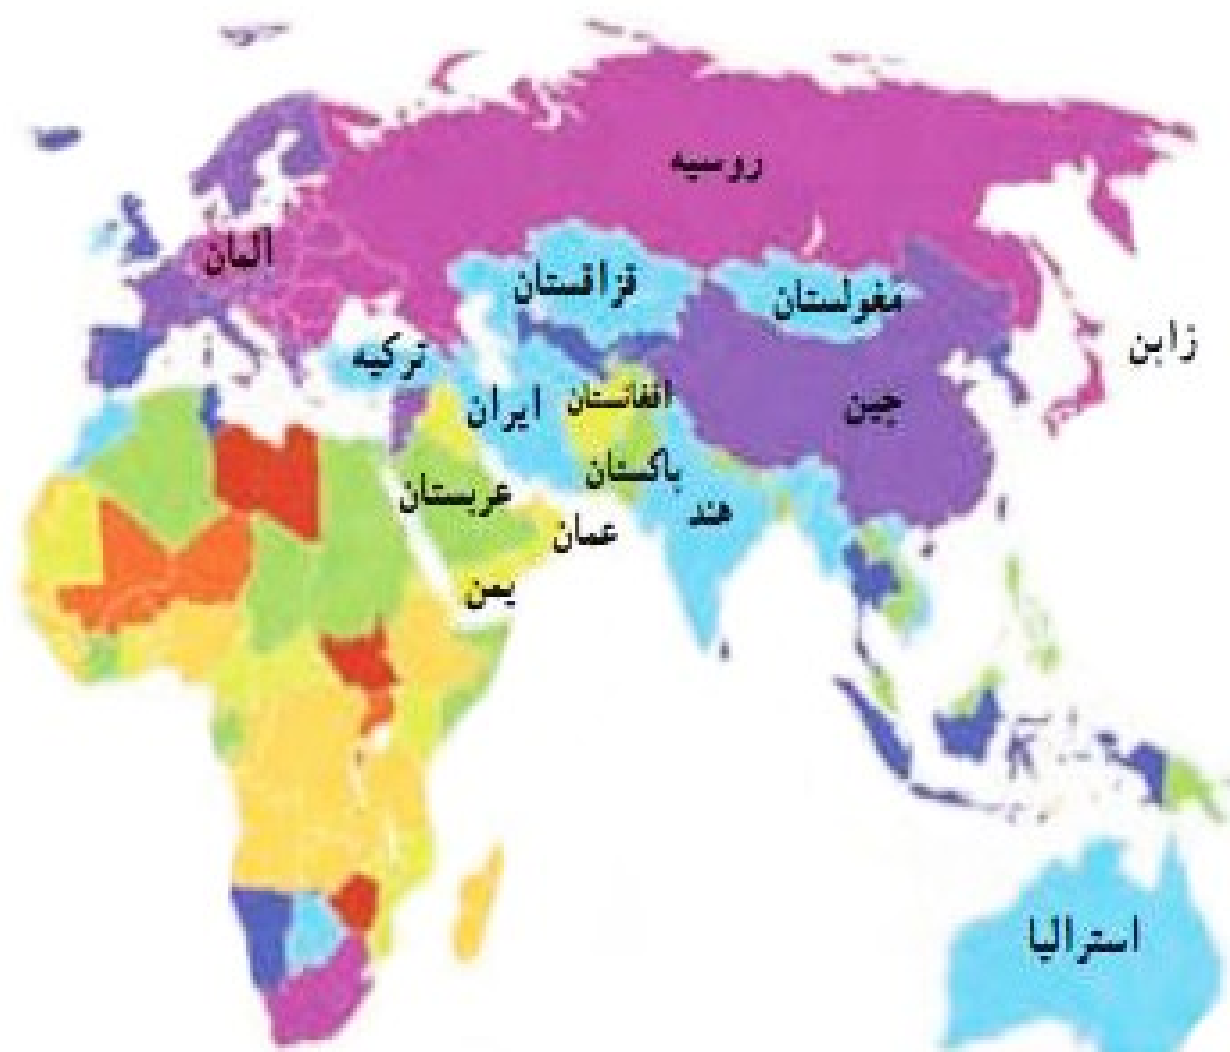 روسیه
آلمان
قزاقستان
مغولستان
ژاپن
ترکیه
ایران
افغانستان
چین
پاکستان
عربستان
هند
عمان
یمن
استرالیا